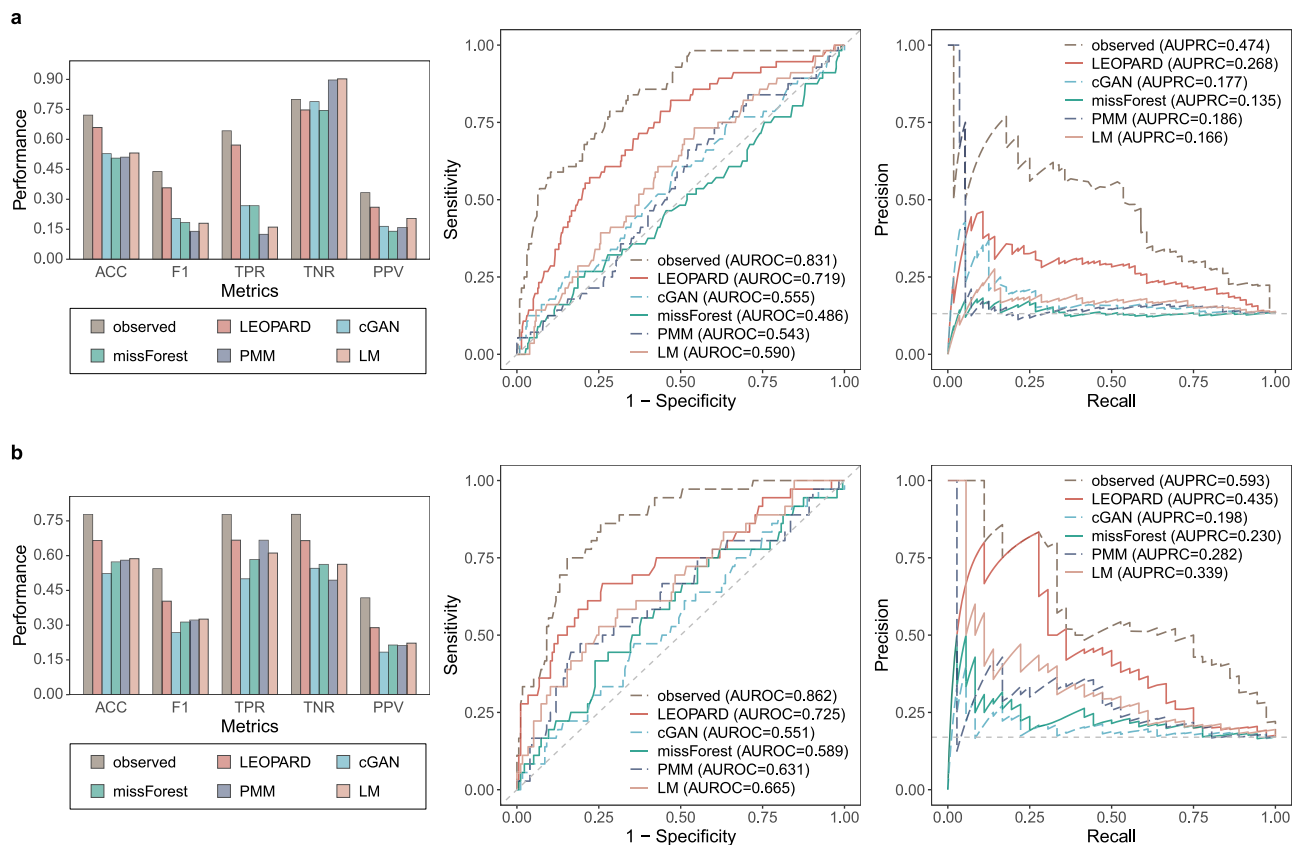 a
0.90
0.75
0.60
0.45
0.30
0.15
0.00
Performance
ACC F1 TPR TNR PPV
Metrics
observed LEOPARD cGAN
missForest PMM LM
1.00
0.75
0.50
0.25
0.00
Sensitivity
observed (AUROC=0.831)
LEOPARD (AUROC=0.719)
cGAN (AUROC=0.555)
missForest (AUROC=0.486)
PMM (AUROC=0.543)
LM (AUROC=0.590)
0.00 0.25 0.50 0.75 1.00
1 − Specificity
1.00
0.75
0.50
0.25
0.00
Precision
observed (AUPRC=0.474)
LEOPARD (AUPRC=0.268)
cGAN (AUPRC=0.177)
missForest (AUPRC=0.135)
PMM (AUPRC=0.186)
LM (AUPRC=0.166)
0.00 0.25 0.50 0.75 1.00
Recall
b
0.75
0.60
0.45
0.30
0.15
0.00
Performance
ACC F1 TPR TNR PPV
Metrics
observed LEOPARD cGAN
missForest PMM LM
1.00
0.75
0.50
0.25
0.00
Sensitivity
observed (AUROC=0.862)
LEOPARD (AUROC=0.725)
cGAN (AUROC=0.551)
missForest (AUROC=0.589)
PMM (AUROC=0.631)
LM (AUROC=0.665)
0.00 0.25 0.50 0.75 1.00
1 − Specificity
1.00
0.75
0.50
0.25
0.00
Precision
observed (AUPRC=0.593)
LEOPARD (AUPRC=0.435)
cGAN (AUPRC=0.198)
missForest (AUPRC=0.230)
PMM (AUPRC=0.282)
LM (AUPRC=0.339)
0.00 0.25 0.50 0.75 1.00
Recall